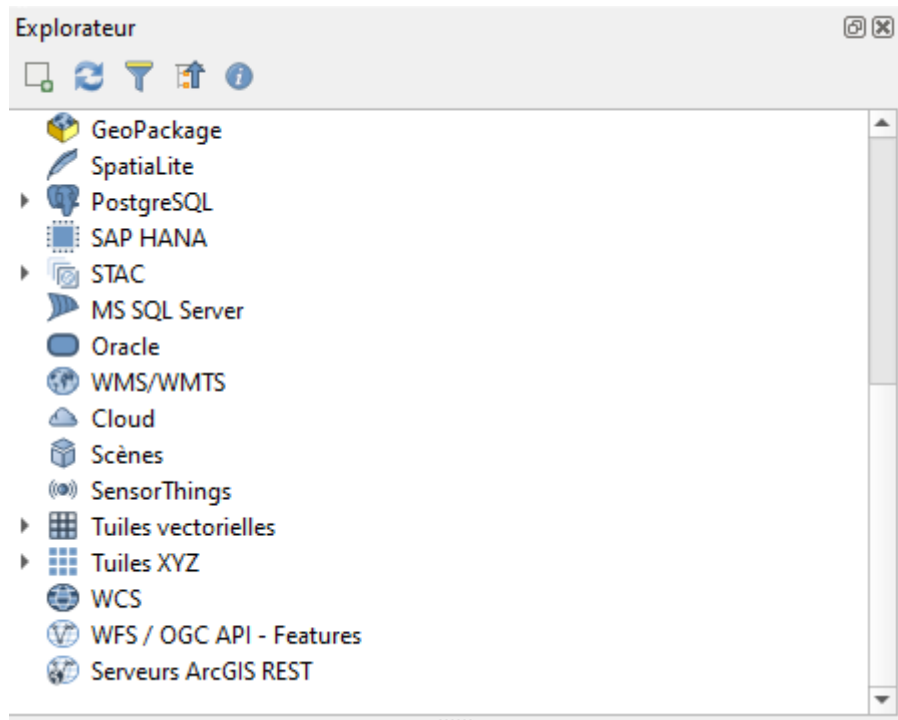 Explorateur
GeoPackage
SpatiaLite
PostgreSQL
SAP HANA
STAC
MS SQL Server
Oracle
WMS/WMTS
Cloud
Scènes
SensorThings
Tuiles vectorielles
Tuiles XYZ
WCS
WFS / OGC API - Features
Serveurs ArcGIS REST